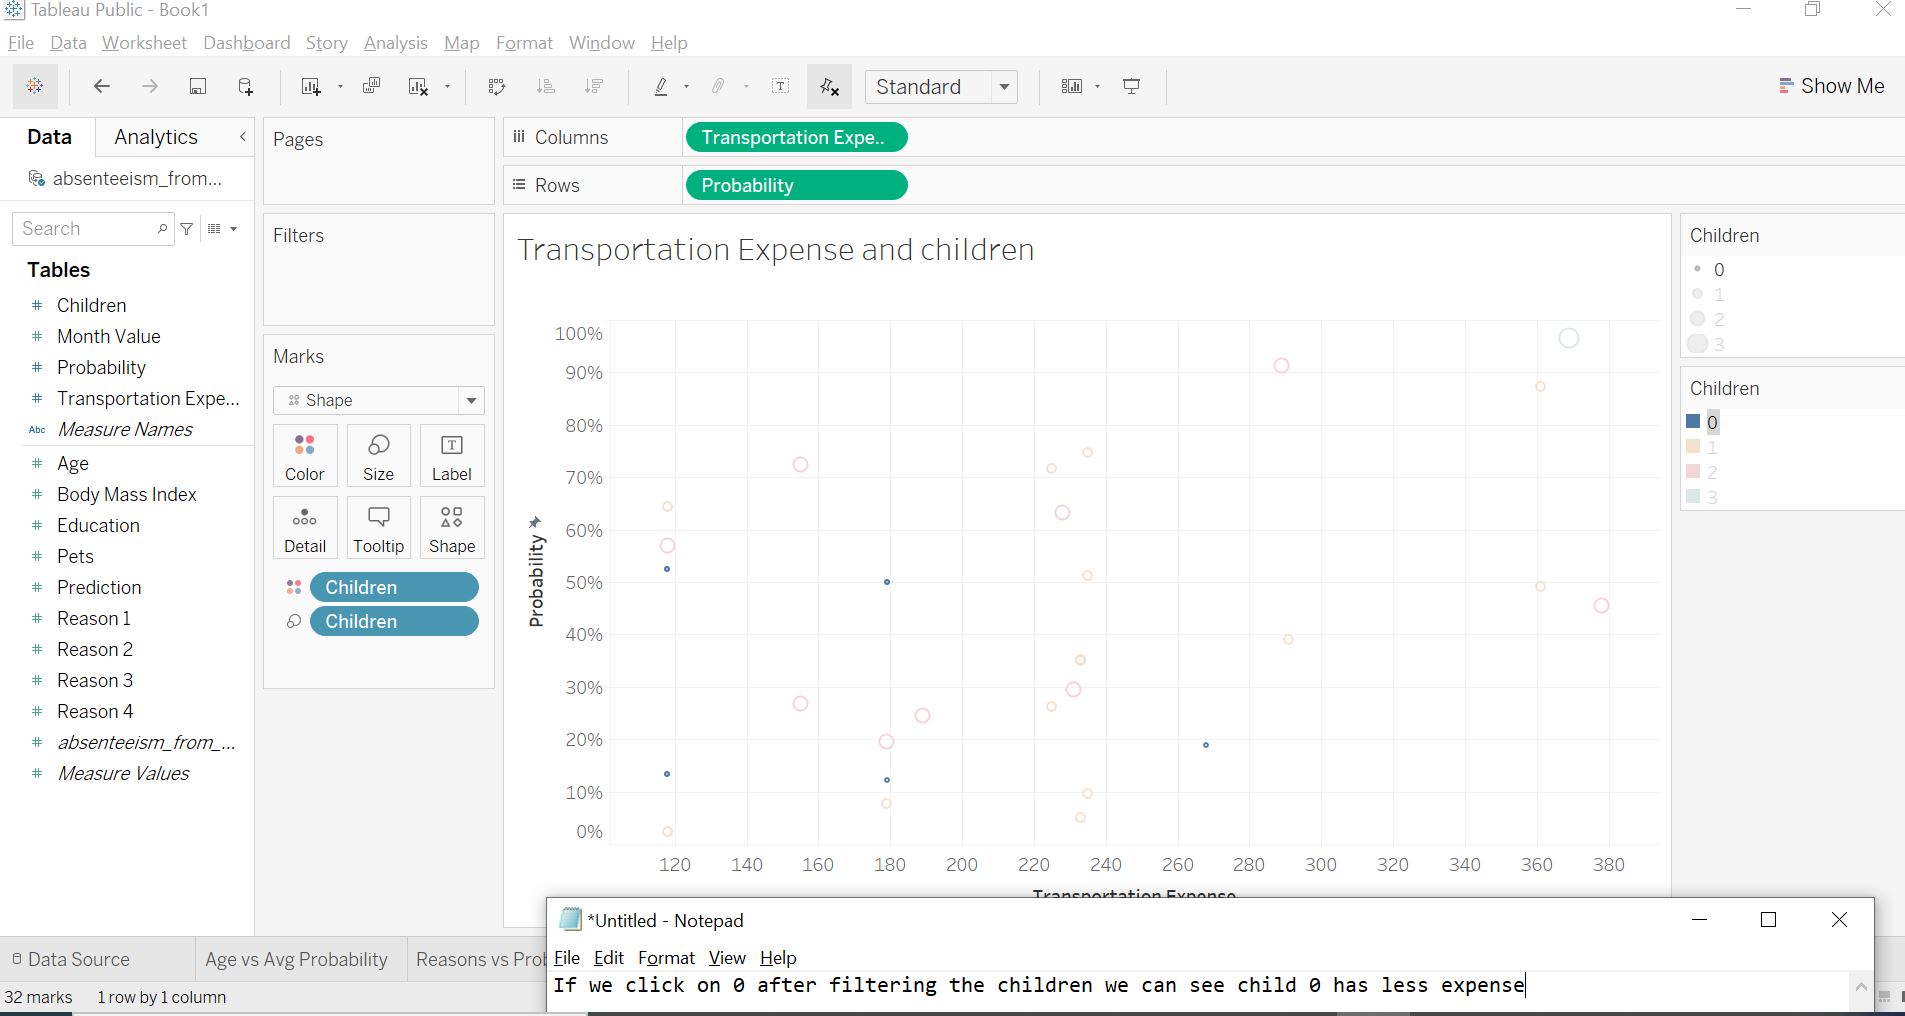 Tableau Public - Book1
File Data Worksheet Dashboard Story Analysis Map Format Window Help
Standard
Show Me
Data Analytics
absenteeism_from...
Search
Tables
# Children
# Month Value
# Probability
# Transportation Expe...
Abc Measure Names
# Age
# Body Mass Index
# Education
# Pets
# Prediction
# Reason 1
# Reason 2
# Reason 3
# Reason 4
# absenteeism_from_...
# Measure Values
Pages
Filters
Marks
Shape
Color Size Label
Detail Tooltip Shape
Children
Children
Columns Transportation Expe..
Rows Probability
Transportation Expense and children
100%
90%
80%
70%
60%
50%
40%
30%
20%
10%
0%
Probability
120 140 160 180 200 220 240 260 280 300 320 340 360 380
Transportation Expense
Children
0
1
2
3
Children
0
1
2
3
*Untitled - Notepad
File Edit Format View Help
If we click on 0 after filtering the children we can see child 0 has less expense
Data Source Age vs Avg Probability Reasons vs Prob
32 marks 1 row by 1 column